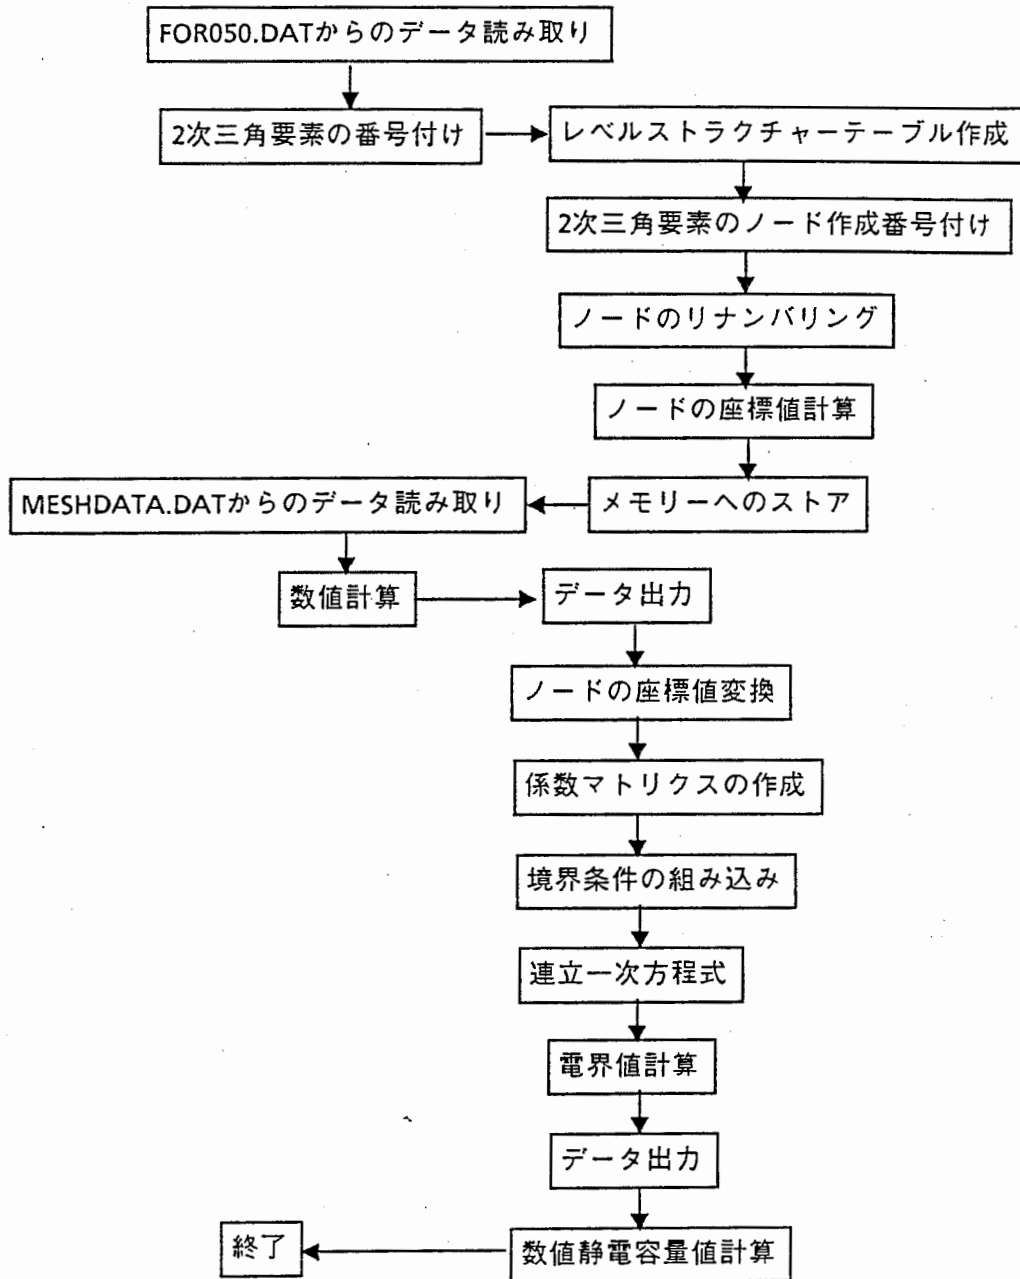 FOR050.DATからのデータ読み取り
2次三角要素の番号付け
レベルストラクチャーテーブル作成
2次三角要素のノード作成番号付け
ノードのリナンバリング
ノードの座標値計算
メモリーへのストア
MESHDATA.DATからのデータ読み取り
数値計算
データ出力
ノードの座標値変換
係数マトリクスの作成
境界条件の組み込み
連立一次方程式
電界値計算
データ出力
数値静電容量値計算
終了